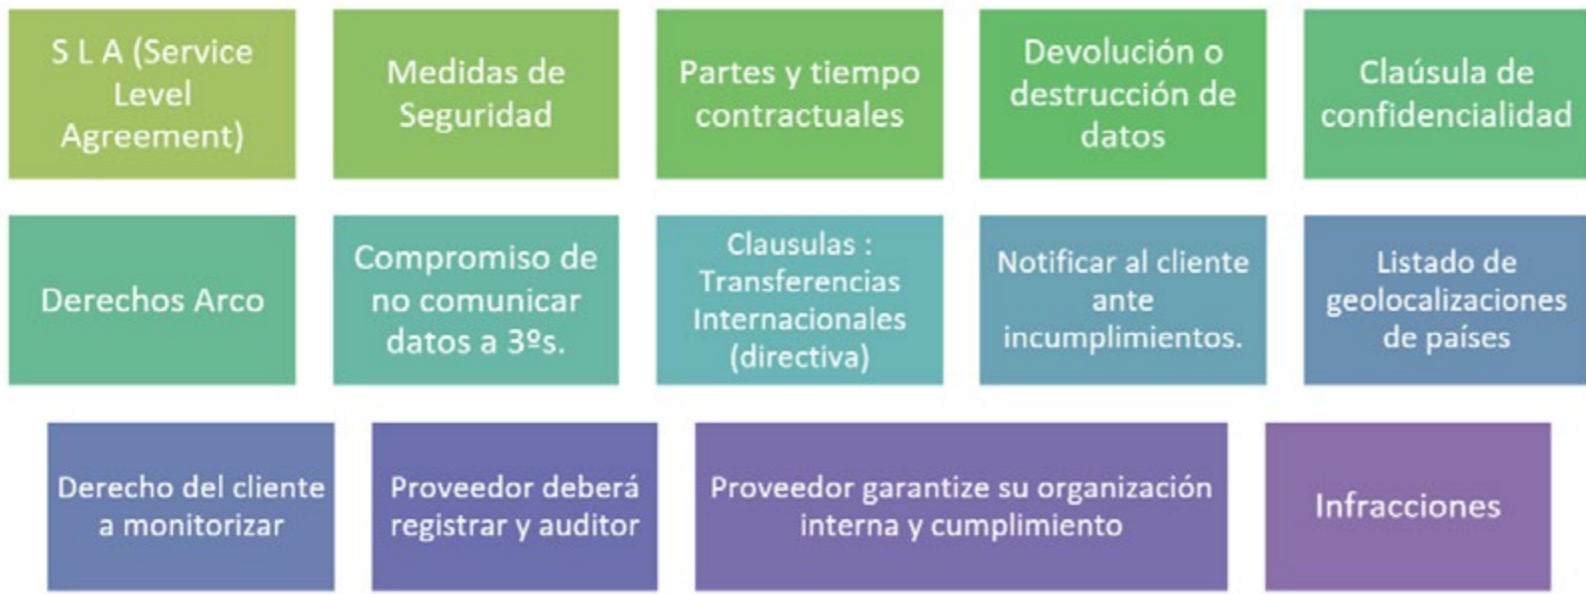 S L A (Service
Level
Agreement)
Medidas de
Seguridad
Partes y tiempo
contractuales
Devolución o
destrucción de
datos
Claúsula de
confidencialidad
Derechos Arco
Compromiso de
no comunicar
datos a 3ºs.
Clausulas :
Transferencias
Internacionales
(directiva)
Notificar al cliente
ante
incumplimientos.
Listado de
geolocalizaciones
de países
Derecho del cliente
a monitorizar
Proveedor deberá
registrar y auditor
Proveedor garantize su organización
interna y cumplimiento
Infracciones